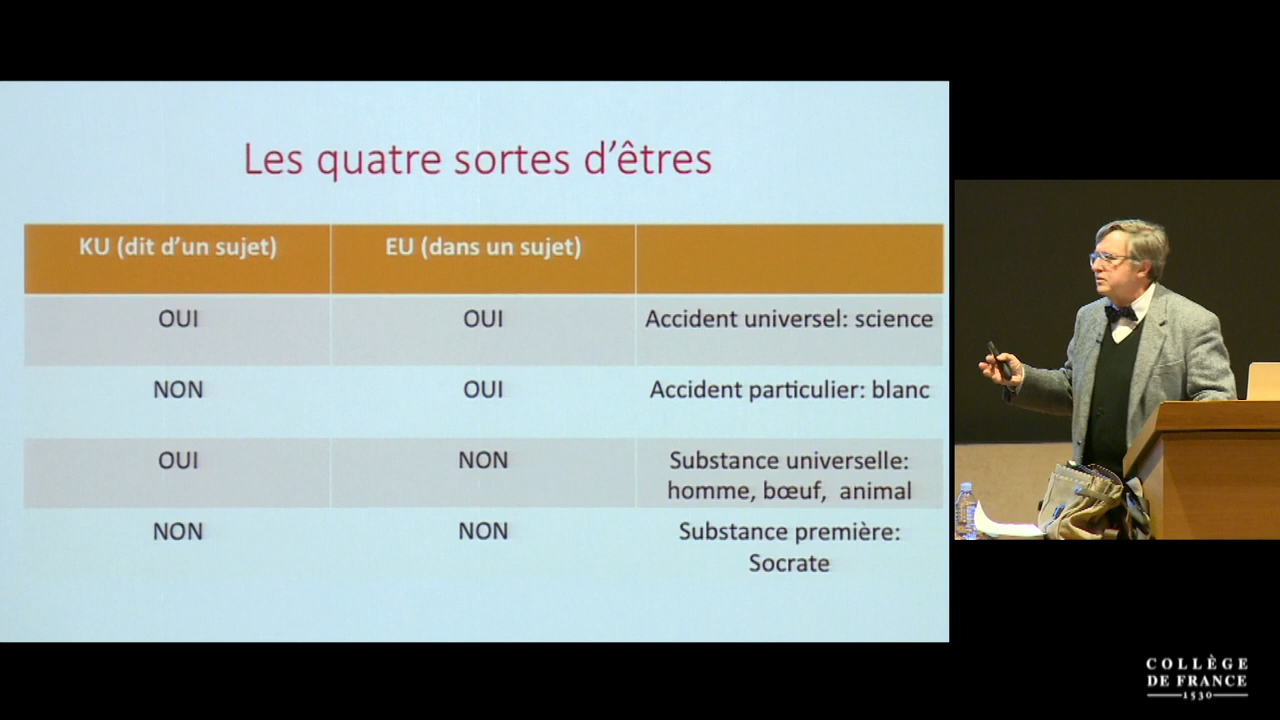 Les quatre sortes d’êtres
KU (dit d’un sujet) EU (dans un sujet)
OUI OUI Accident universel: science
NON OUI Accident particulier: blanc
OUI NON Substance universelle:
homme, bœuf, animal
NON NON Substance première:
Socrate
COLLÈGE
DE FRANCE
1530